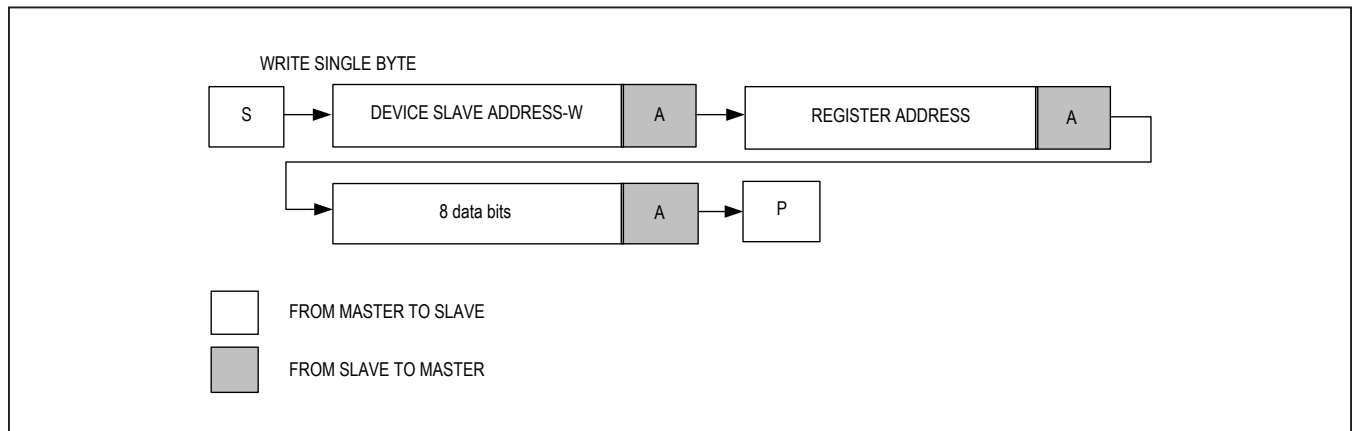 WRITE SINGLE BYTE
S DEVICE SLAVE ADDRESS-W A REGISTER ADDRESS A
8 data bits A P
FROM MASTER TO SLAVE
FROM SLAVE TO MASTER